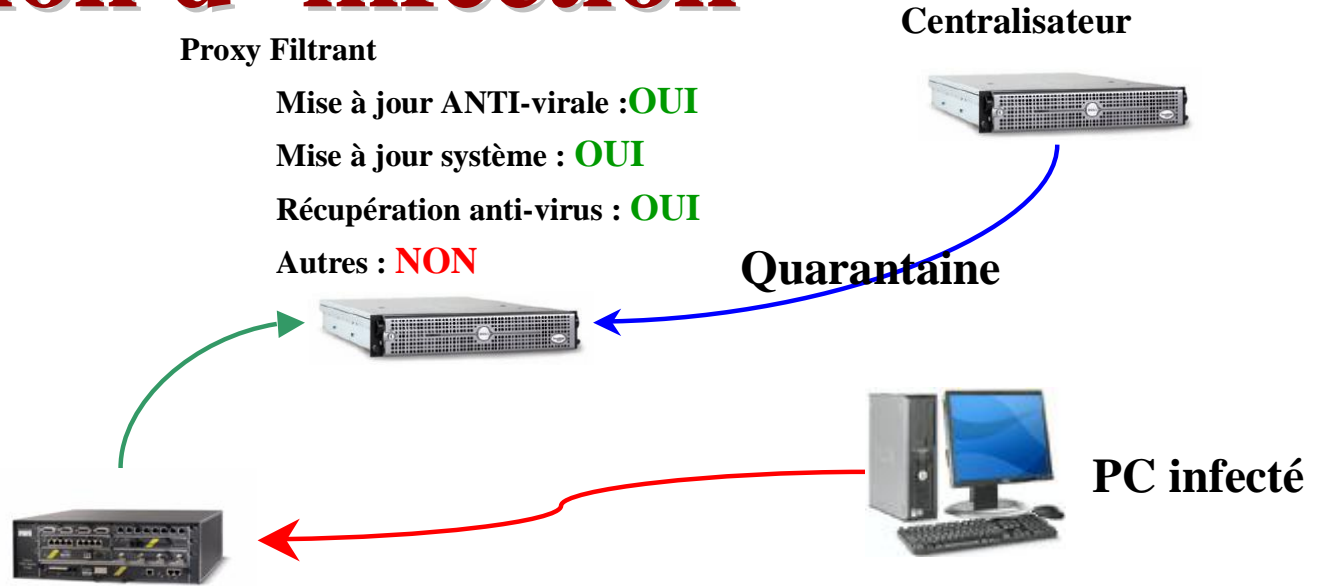 d' infection
Centralisateur
Proxy Filtrant
Mise à jour ANTI-virale :OUI
Mise à jour système : OUI
Récupération anti-virus : OUI
Autres : NON
Quarantaine
PC infecté